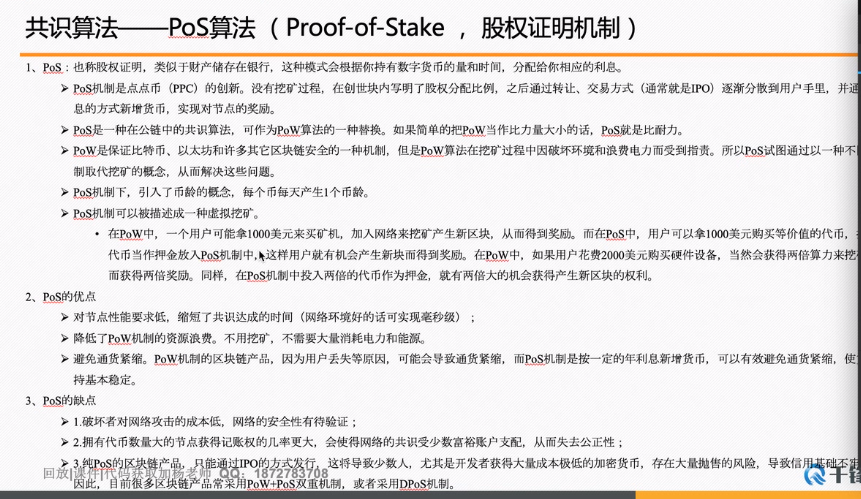 共识算法——PoS算法（Proof-of-Stake ，股权证明机制）
1、PoS：也称股权证明，类似于财产储存在银行，这种模式会根据你持有数字货币的量和时间，分配给你相应的利息。
➢ PoS机制是点点币（PPC）的创新。没有挖矿过程，在创世块内写明了股权分配比例，之后通过转让、交易方式（通常就是IPO）逐渐分散到用户手里，并通
息的方式新增货币，实现对节点的奖励。
➢ PoS是一种在公链中的共识算法，可作为PoW算法的一种替换。如果简单的把PoW当作比力量大小的话，PoS就是比耐力。
➢ PoW是保证比特币、以太坊和许多其它区块链安全的一种机制，但是PoW算法在挖矿过程中因破坏环境和浪费电力而受到指责。所以PoS试图通过以一种不
制取代挖矿的概念，从而解决这些问题。
➢ PoS机制下，引入了币龄的概念，每个币每天产生1个币龄。
➢ PoS机制可以被描述成一种虚拟挖矿。
• 在PoW中，一个用户可能拿1000美元来买矿机，加入网络来挖矿产生新区块，从而得到奖励。而在PoS中，用户可以拿1000美元购买等价值的代币，
代币当作押金放入PoS机制中，这样用户就有机会产生新块而得到奖励。在PoW中，如果用户花费2000美元购买硬件设备，当然会获得两倍算力来挖
而获得两倍奖励。同样，在PoS机制中投入两倍的代币作为押金，就有两倍大的机会获得产生新区块的权利。
2、PoS的优点
➢ 对节点性能要求低，缩短了共识达成的时间（网络环境好的话可实现毫秒级）；
➢ 降低了PoW机制的资源浪费。不用挖矿，不需要大量消耗电力和能源。
➢ 避免通货紧缩。PoW机制的区块链产品，因为用户丢失等原因，可能会导致通货紧缩，而PoS机制是按一定的年利息新增货币，可以有效避免通货紧缩，使
持基本稳定。
3、PoS的缺点
➢ 1.破坏者对网络攻击的成本低，网络的安全性有待验证；
➢ 2.拥有代币数量大的节点获得记账权的几率更大，会使得网络的共识受少数富裕账户支配，从而失去公正性；
➢ 3.纯PoS的区块链产品，只能通过IPO的方式发行，这将导致少数人，尤其是开发者获得大量成本极低的加密货币，存在大量抛售的风险，导致信用基础不
回放|课件|代码获取加杨老师 QQ：1872783708
因此，目前很多区块链产品常采用PoW+PoS双重机制，或者采用DPoS机制。
千锋